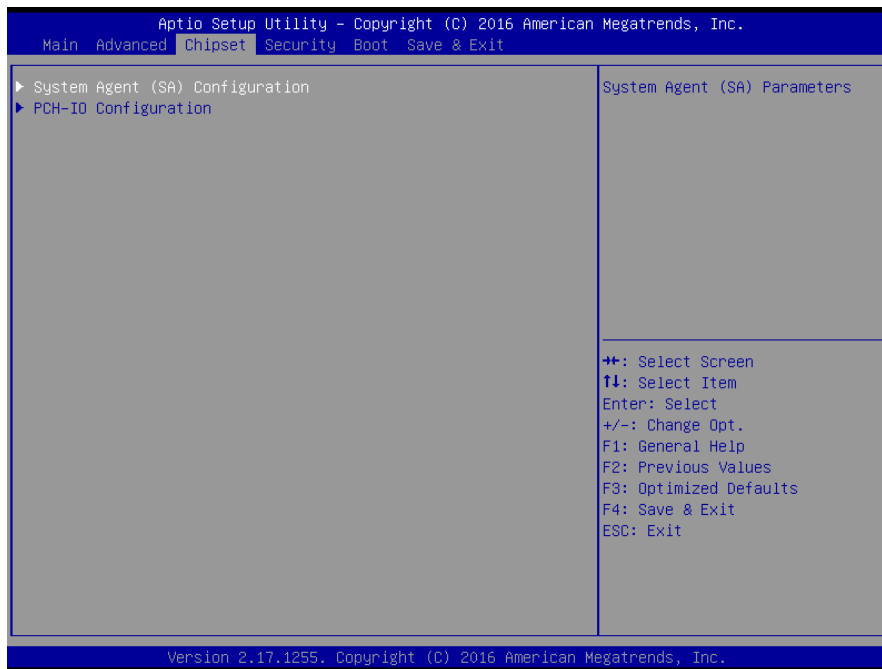 Aptio Setup Utility – Copyright (C) 2016 American Megatrends, Inc.
Main Advanced Chipset Security Boot Save & Exit
▶ System Agent (SA) Configuration
▶ PCH-IO Configuration
System Agent (SA) Parameters
→←: Select Screen
↑↓: Select Item
Enter: Select
+/-: Change Opt.
F1: General Help
F2: Previous Values
F3: Optimized Defaults
F4: Save & Exit
ESC: Exit
Version 2.17.1255. Copyright (C) 2016 American Megatrends, Inc.